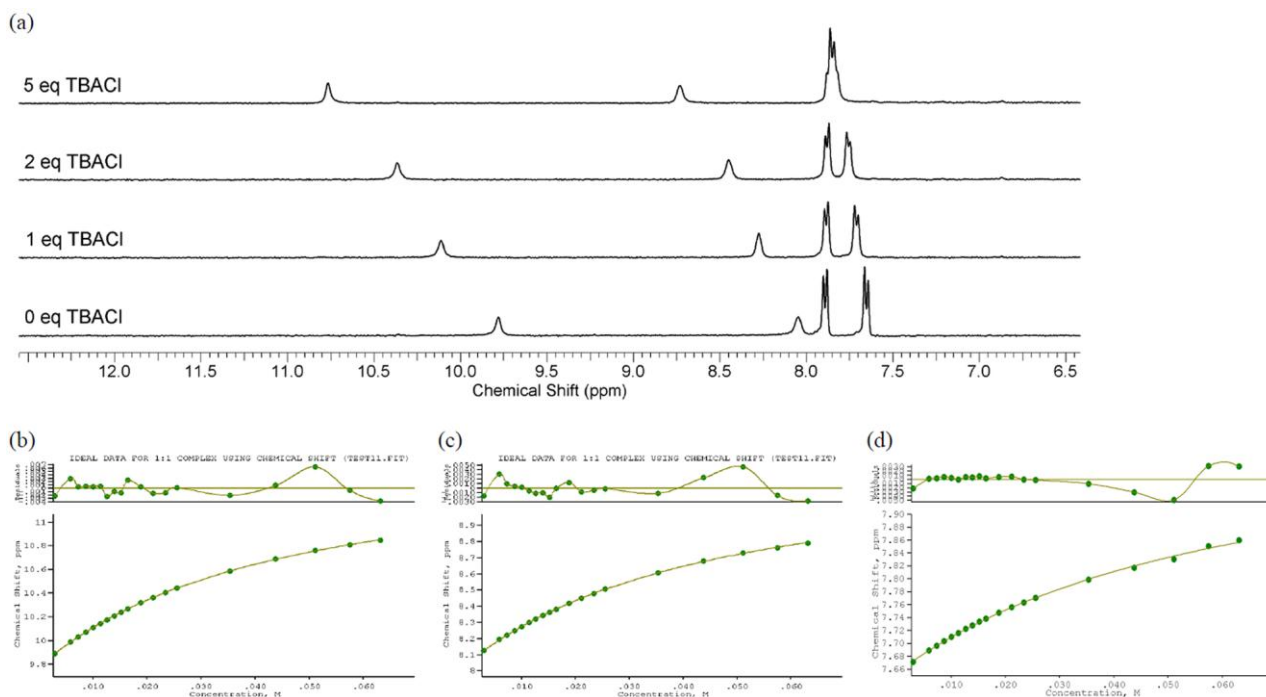 (a)
5 eq TBACl
2 eq TBACl
1 eq TBACl
0 eq TBACl
12.0 11.5 11.0 10.5 10.0 9.5 9.0 8.5 8.0 7.5 7.0 6.5
Chemical Shift (ppm)
(b)
IDEAL DATA FOR 1:1 COMPLEX USING CHEMICAL SHIFT (TEST11.FIT)
Chemical Shift, ppm
11
10.8
10.6
10.4
10.2
10
9.8
.010 .020 .030 .040 .050 .060
Concentration, M
(c)
IDEAL DATA FOR 1:1 COMPLEX USING CHEMICAL SHIFT (TEST11.FIT)
Chemical Shift, ppm
8.9
8.8
8.7
8.6
8.5
8.4
8.3
8.2
8.1
8
.010 .020 .030 .040 .050 .060
Concentration, M
(d)
Chemical Shift, ppm
7.90
7.88
7.86
7.84
7.80
7.78
7.76
7.74
7.72
7.70
7.68
7.66
.010 .020 .030 .040 .050 .060
Concentration, M